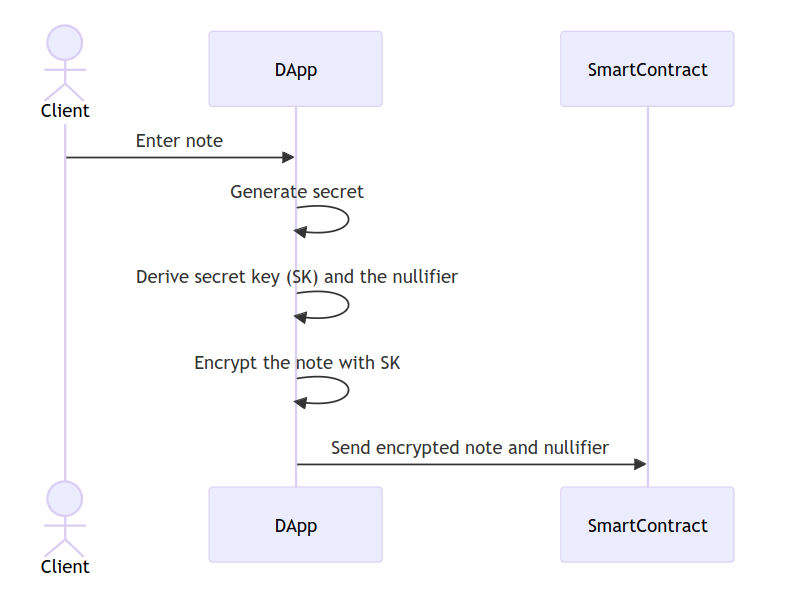 DApp
SmartContract
Client
Enter note
Generate secret
Derive secret key (SK) and the nullifier
Encrypt the note with SK
Send encrypted note and nullifier
DApp
SmartContract
Client